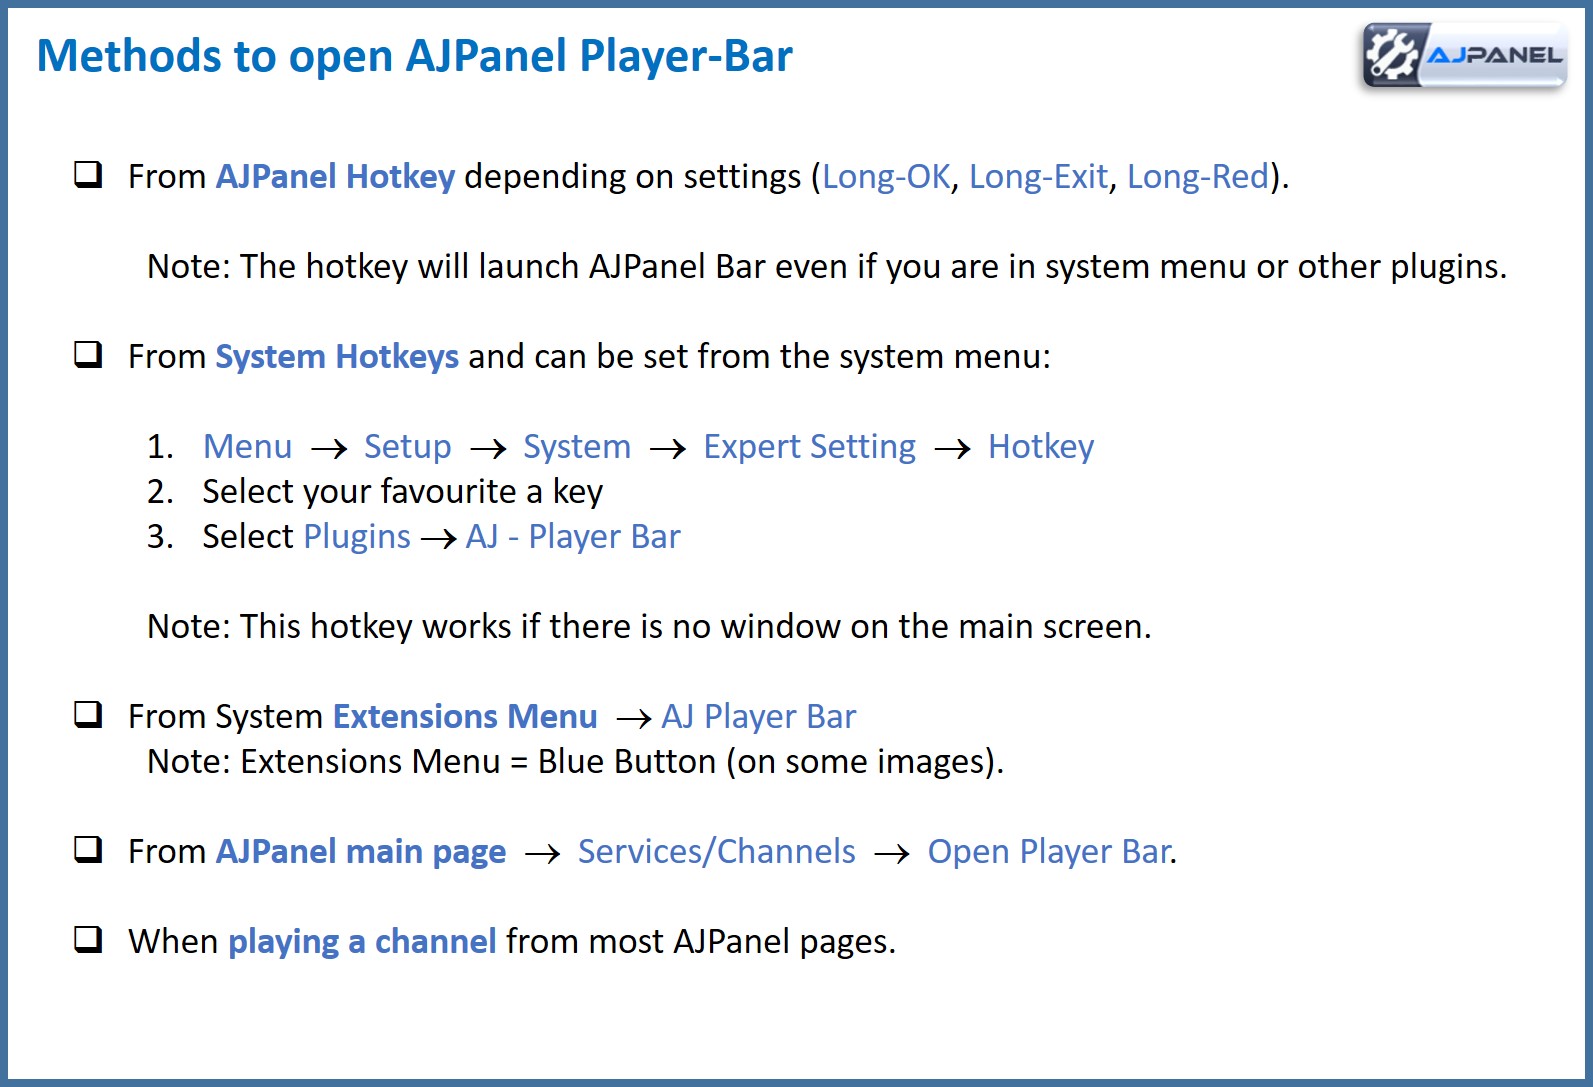 Methods to open AJPanel Player-Bar
AJPANEL
❑ From AJPanel Hotkey depending on settings (Long-OK, Long-Exit, Long-Red).
Note: The hotkey will launch AJPanel Bar even if you are in system menu or other plugins.
❑ From System Hotkeys and can be set from the system menu:
1. Menu → Setup → System → Expert Setting → Hotkey
2. Select your favourite a key
3. Select Plugins → AJ - Player Bar
Note: This hotkey works if there is no window on the main screen.
❑ From System Extensions Menu → AJ Player Bar
Note: Extensions Menu = Blue Button (on some images).
❑ From AJPanel main page → Services/Channels → Open Player Bar.
❑ When playing a channel from most AJPanel pages.